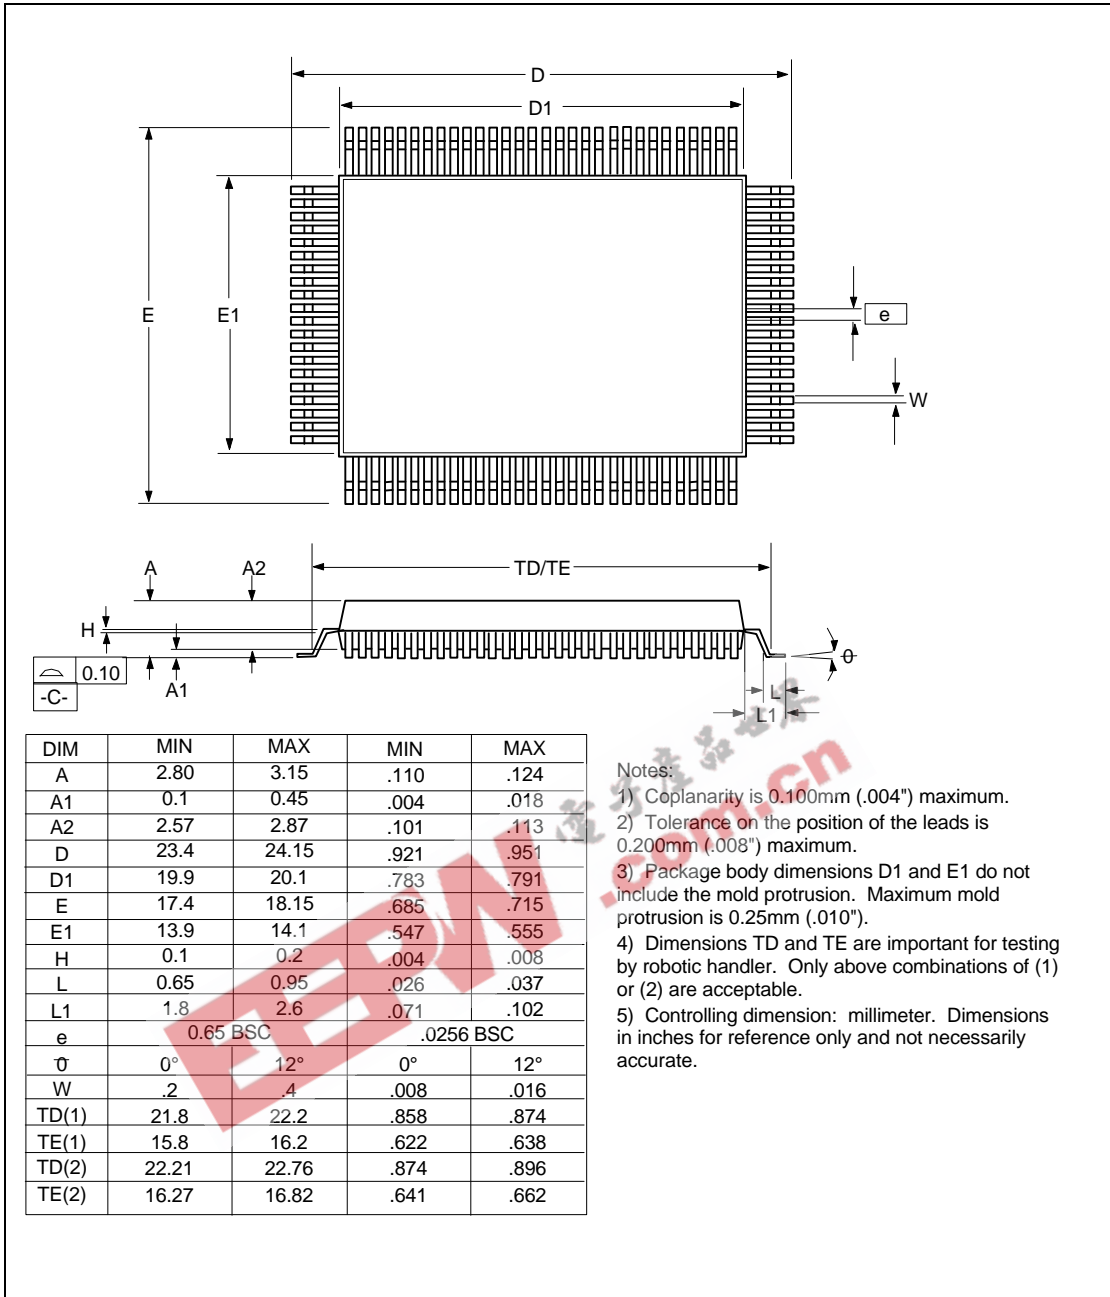 D
D1
E
E1
e
W
A
A2
TD/TE
H
0.10
-C-
A1
θ
L
L1
DIM MIN MAX MIN MAX
A 2.80 3.15 .110 .124
A1 0.1 0.45 .004 .018
A2 2.57 2.87 .101 .113
D 23.4 24.15 .921 .951
D1 19.9 20.1 .783 .791
E 17.4 18.15 .685 .715
E1 13.9 14.1 .547 .555
H 0.1 0.2 .004 .008
L 0.65 0.95 .026 .037
L1 1.8 2.6 .071 .102
e 0.65 BSC .0256 BSC
0 0° 12° 0° 12°
W .2 .4 .008 .016
TD(1) 21.8 22.2 .858 .874
TE(1) 15.8 16.2 .622 .638
TD(2) 22.21 22.76 .874 .896
TE(2) 16.27 16.82 .641 .662
Notes:
1) Coplanarity is 0.100mm (.004") maximum.
2) Tolerance on the position of the leads is
0.200mm (.008") maximum.
3) Package body dimensions D1 and E1 do not
include the mold protrusion. Maximum mold
protrusion is 0.25mm (.010").
4) Dimensions TD and TE are important for testing
by robotic handler. Only above combinations of (1)
or (2) are acceptable.
5) Controlling dimension: millimeter. Dimensions
in inches for reference only and not necessarily
accurate.
EEPW.com.cn
電子產品世界